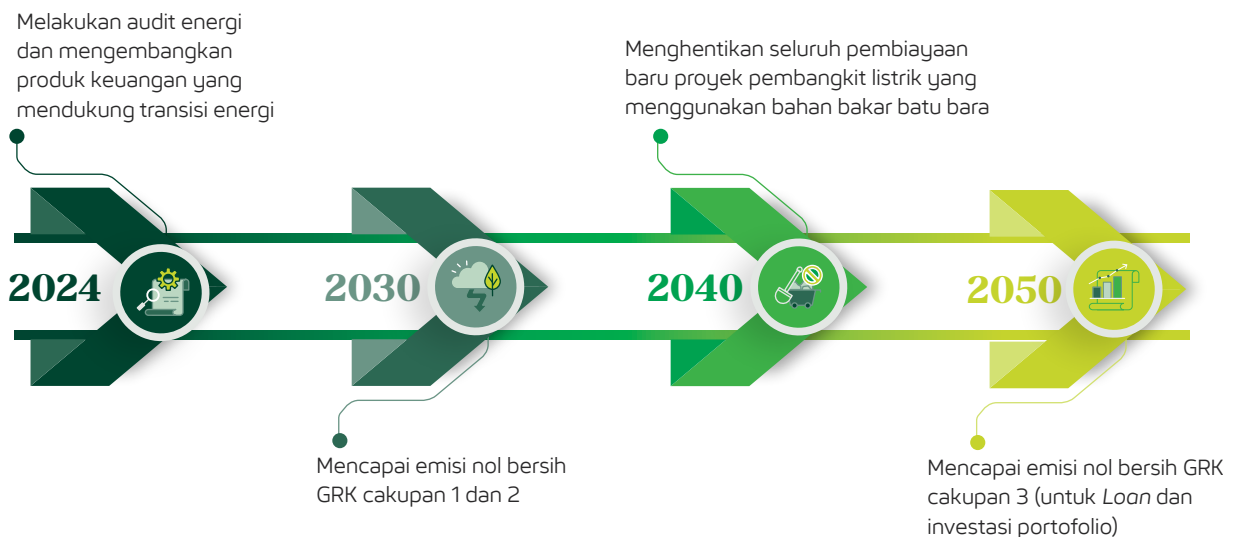 Melakukan audit energi
dan mengembangkan
produk keuangan yang
mendukung transisi energi
Menghentikan seluruh pembiayaan
baru proyek pembangkit listrik yang
menggunakan bahan bakar batu bara
2024
2030
2040
2050
Mencapai emisi nol bersih
GRK cakupan 1 dan 2
Mencapai emisi nol bersih GRK
cakupan 3 (untuk Loan dan
investasi portofolio)